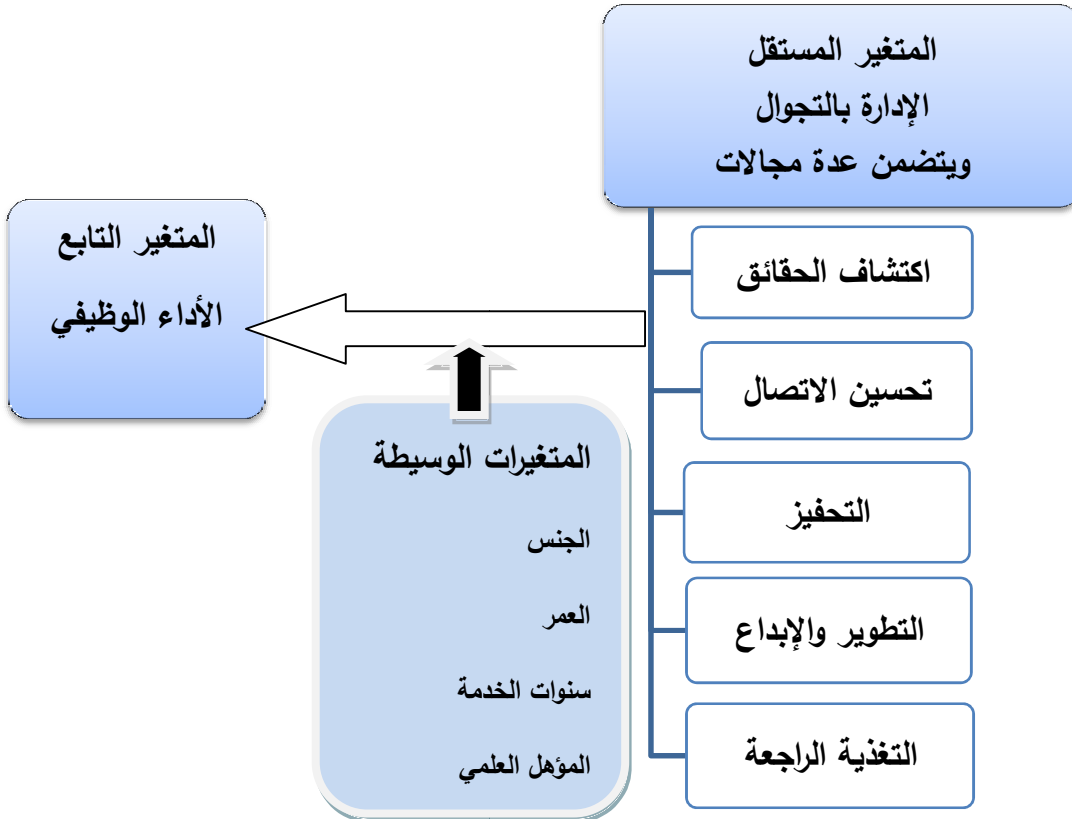 المتغير المستقل
الإدارة بالتجوال
ويتضمن عدة مجالات
اكتشاف الحقائق
تحسين الاتصال
التحفيز
التطوير والإبداع
التغذية الراجعة
المتغير التابع
الأداء الوظيفي
المتغيرات الوسيطة
الجنس
العمر
سنوات الخدمة
المؤهل العلمي